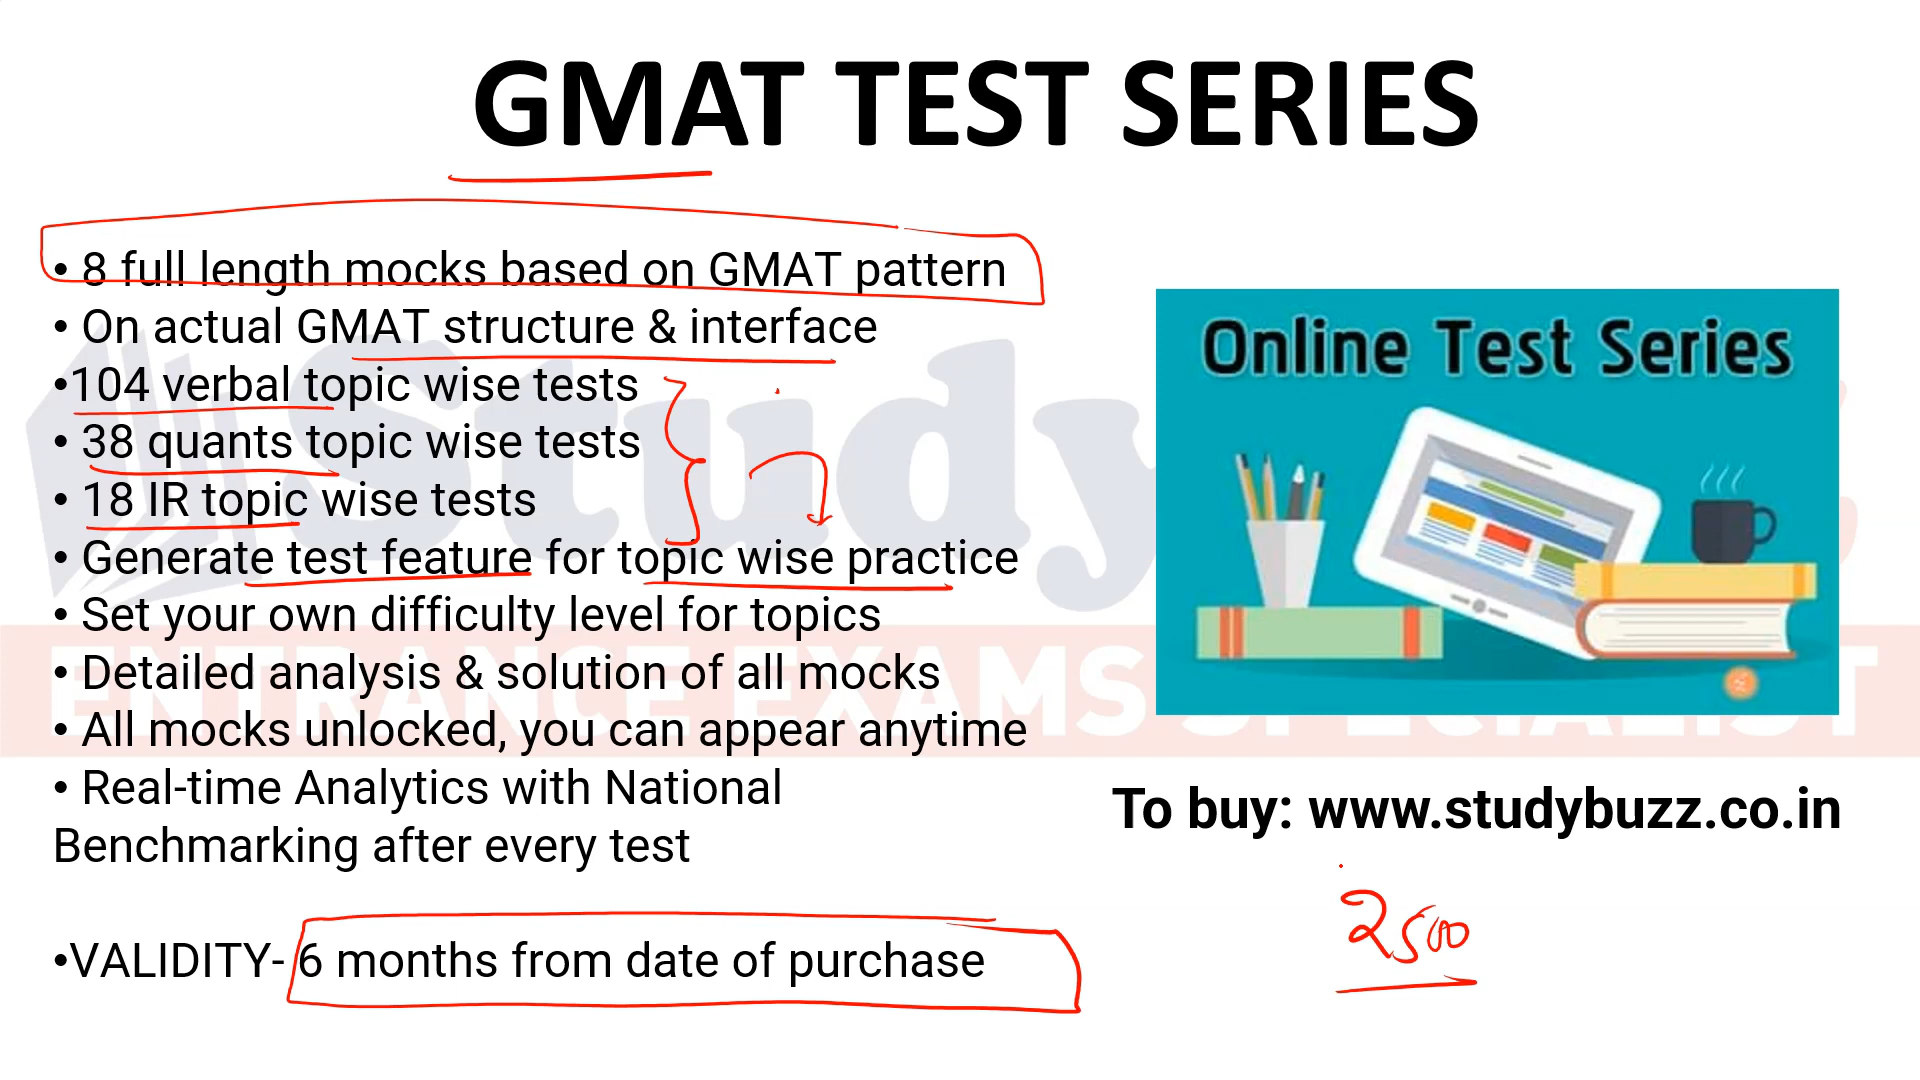 GMAT TEST SERIES
• 8 full length mocks based on GMAT pattern
• On actual GMAT structure & interface
•104 verbal topic wise tests
• 38 quants topic wise tests
• 18 IR topic wise tests
• Generate test feature for topic wise practice
• Set your own difficulty level for topics
• Detailed analysis & solution of all mocks
• All mocks unlocked, you can appear anytime
• Real-time Analytics with National
Benchmarking after every test
•VALIDITY- 6 months from date of purchase
Online Test Series
To buy: www.studybuzz.co.in
2500
Study
ENTRANCE EXAMS SPECIALIST